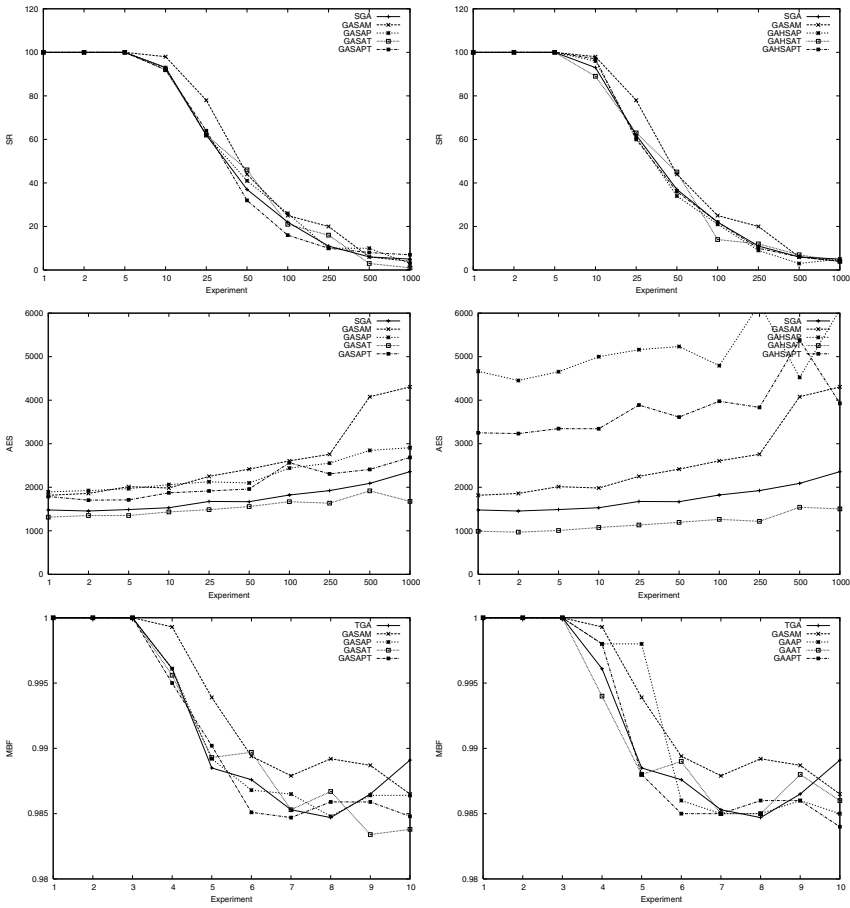 120
100
80
60
40
20
0
SR
1 2 5 10 25 50 100 250 500 1000
Experiment
SGA
GASAM
GASAP
GASAT
GASAPT
120
100
80
60
40
20
0
SR
1 2 5 10 25 50 100 250 500 1000
Experiment
SGA
GASAM
GAHSAP
GAHSAT
GAHSAPT
6000
5000
4000
3000
2000
1000
0
AES
1 2 5 10 25 50 100 250 500 1000
Experiment
SGA
GASAM
GASAP
GASAT
GASAPT
6000
5000
4000
3000
2000
1000
0
AES
1 2 5 10 25 50 100 250 500 1000
Experiment
SGA
GASAM
GAHSAP
GAHSAT
GAHSAPT
1
0.995
0.99
0.985
0.98
MBF
1 2 3 4 5 6 7 8 9 10
Experiment
TGA
GASAM
GASAP
GASAT
GASAPT
1
0.995
0.99
0.985
0.98
MBF
1 2 3 4 5 6 7 8 9 10
Experiment
TGA
GASAM
GAAP
GAAT
GAAPT